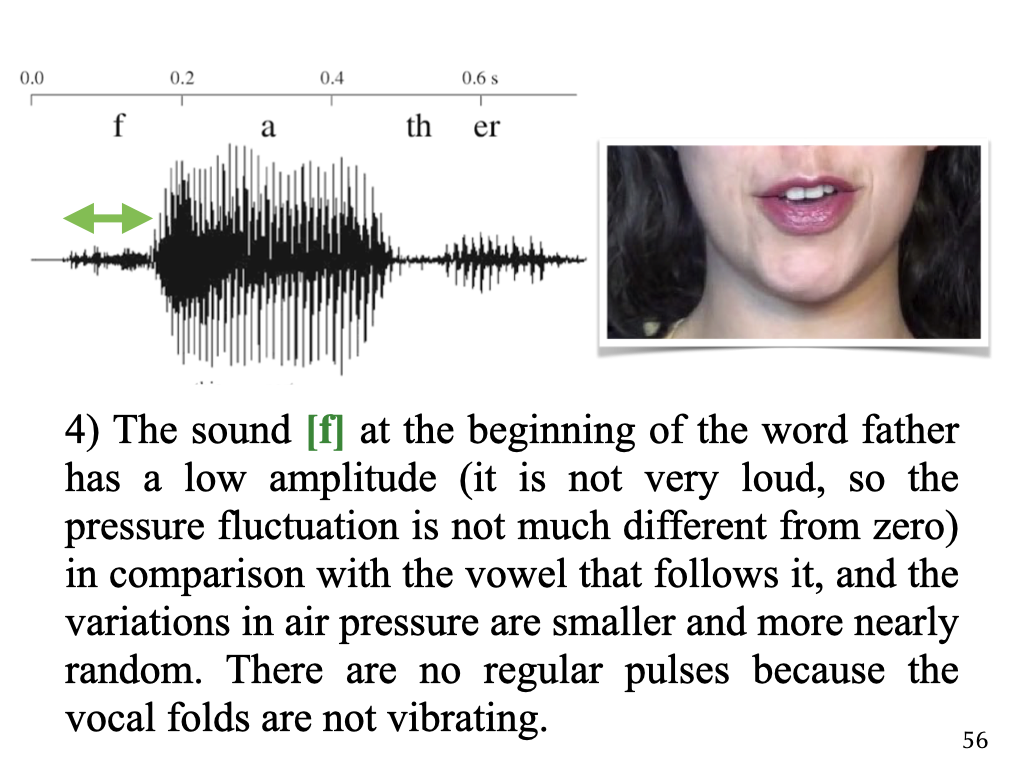 0.0 0.2 0.4 0.6 s
f a th er
4) The sound [f] at the beginning of the word father
has a low amplitude (it is not very loud, so the
pressure fluctuation is not much different from zero)
in comparison with the vowel that follows it, and the
variations in air pressure are smaller and more nearly
random. There are no regular pulses because the
vocal folds are not vibrating.
56